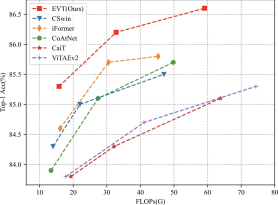 86.5
86.0
85.5
85.0
84.5
84.0
Top-1 Acc(%)
EVT(Ours)
CSwin
iFormer
CoAtNet
CaiT
ViTAEv2
10
20
30
40
50
60
70
80
FLOPs(G)